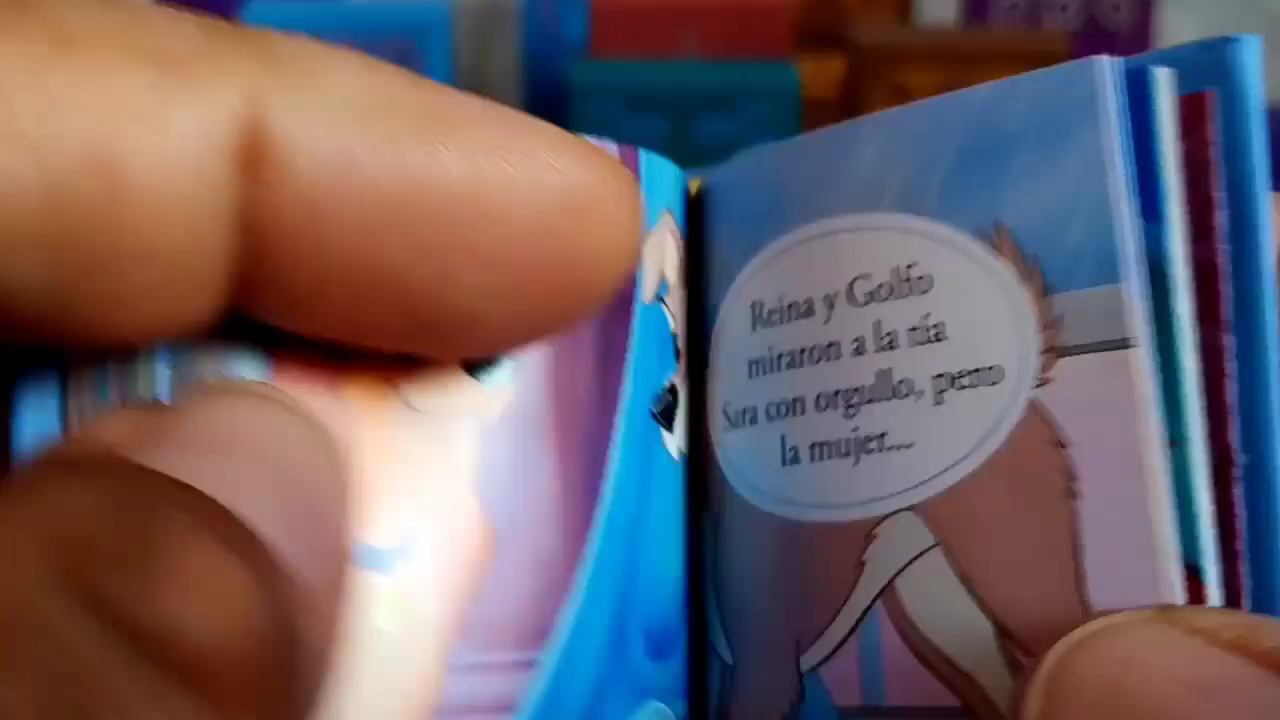 Reina y Golfo
miraron a la tía
Sara con orgullo, pero
la mujer...